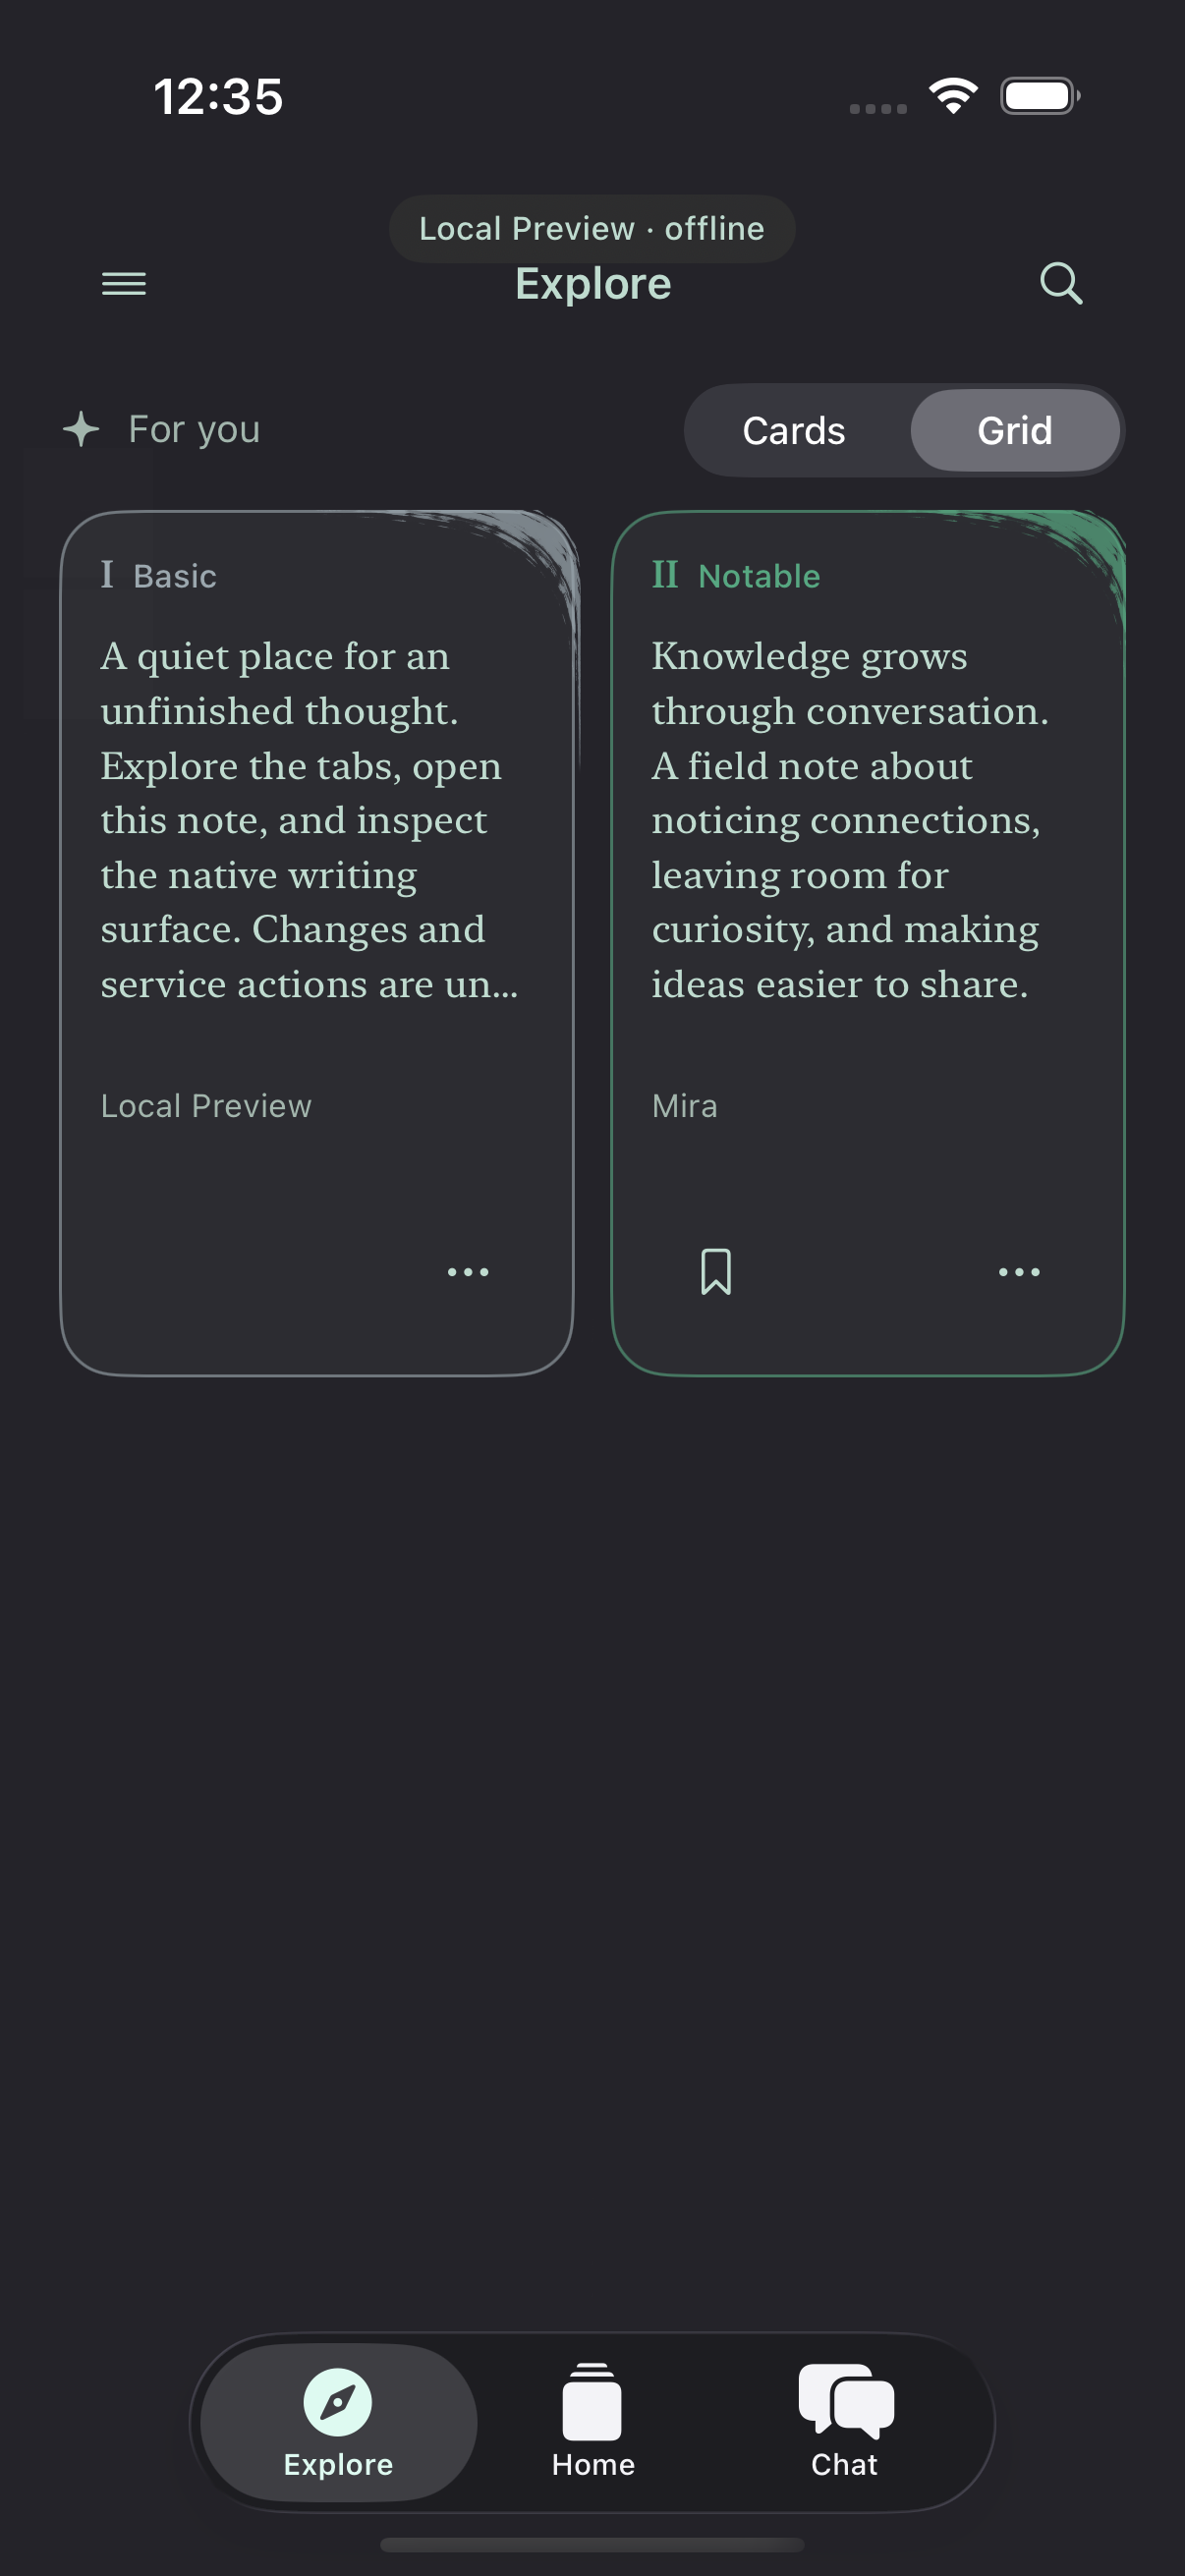 12:35
Local Preview · offline
Explore
For you
Cards
Grid
I Basic
A quiet place for an
unfinished thought.
Explore the tabs, open
this note, and inspect
the native writing
surface. Changes and
service actions are un...
Local Preview
II Notable
Knowledge grows
through conversation.
A field note about
noticing connections,
leaving room for
curiosity, and making
ideas easier to share.
Mira
Explore
Home
Chat